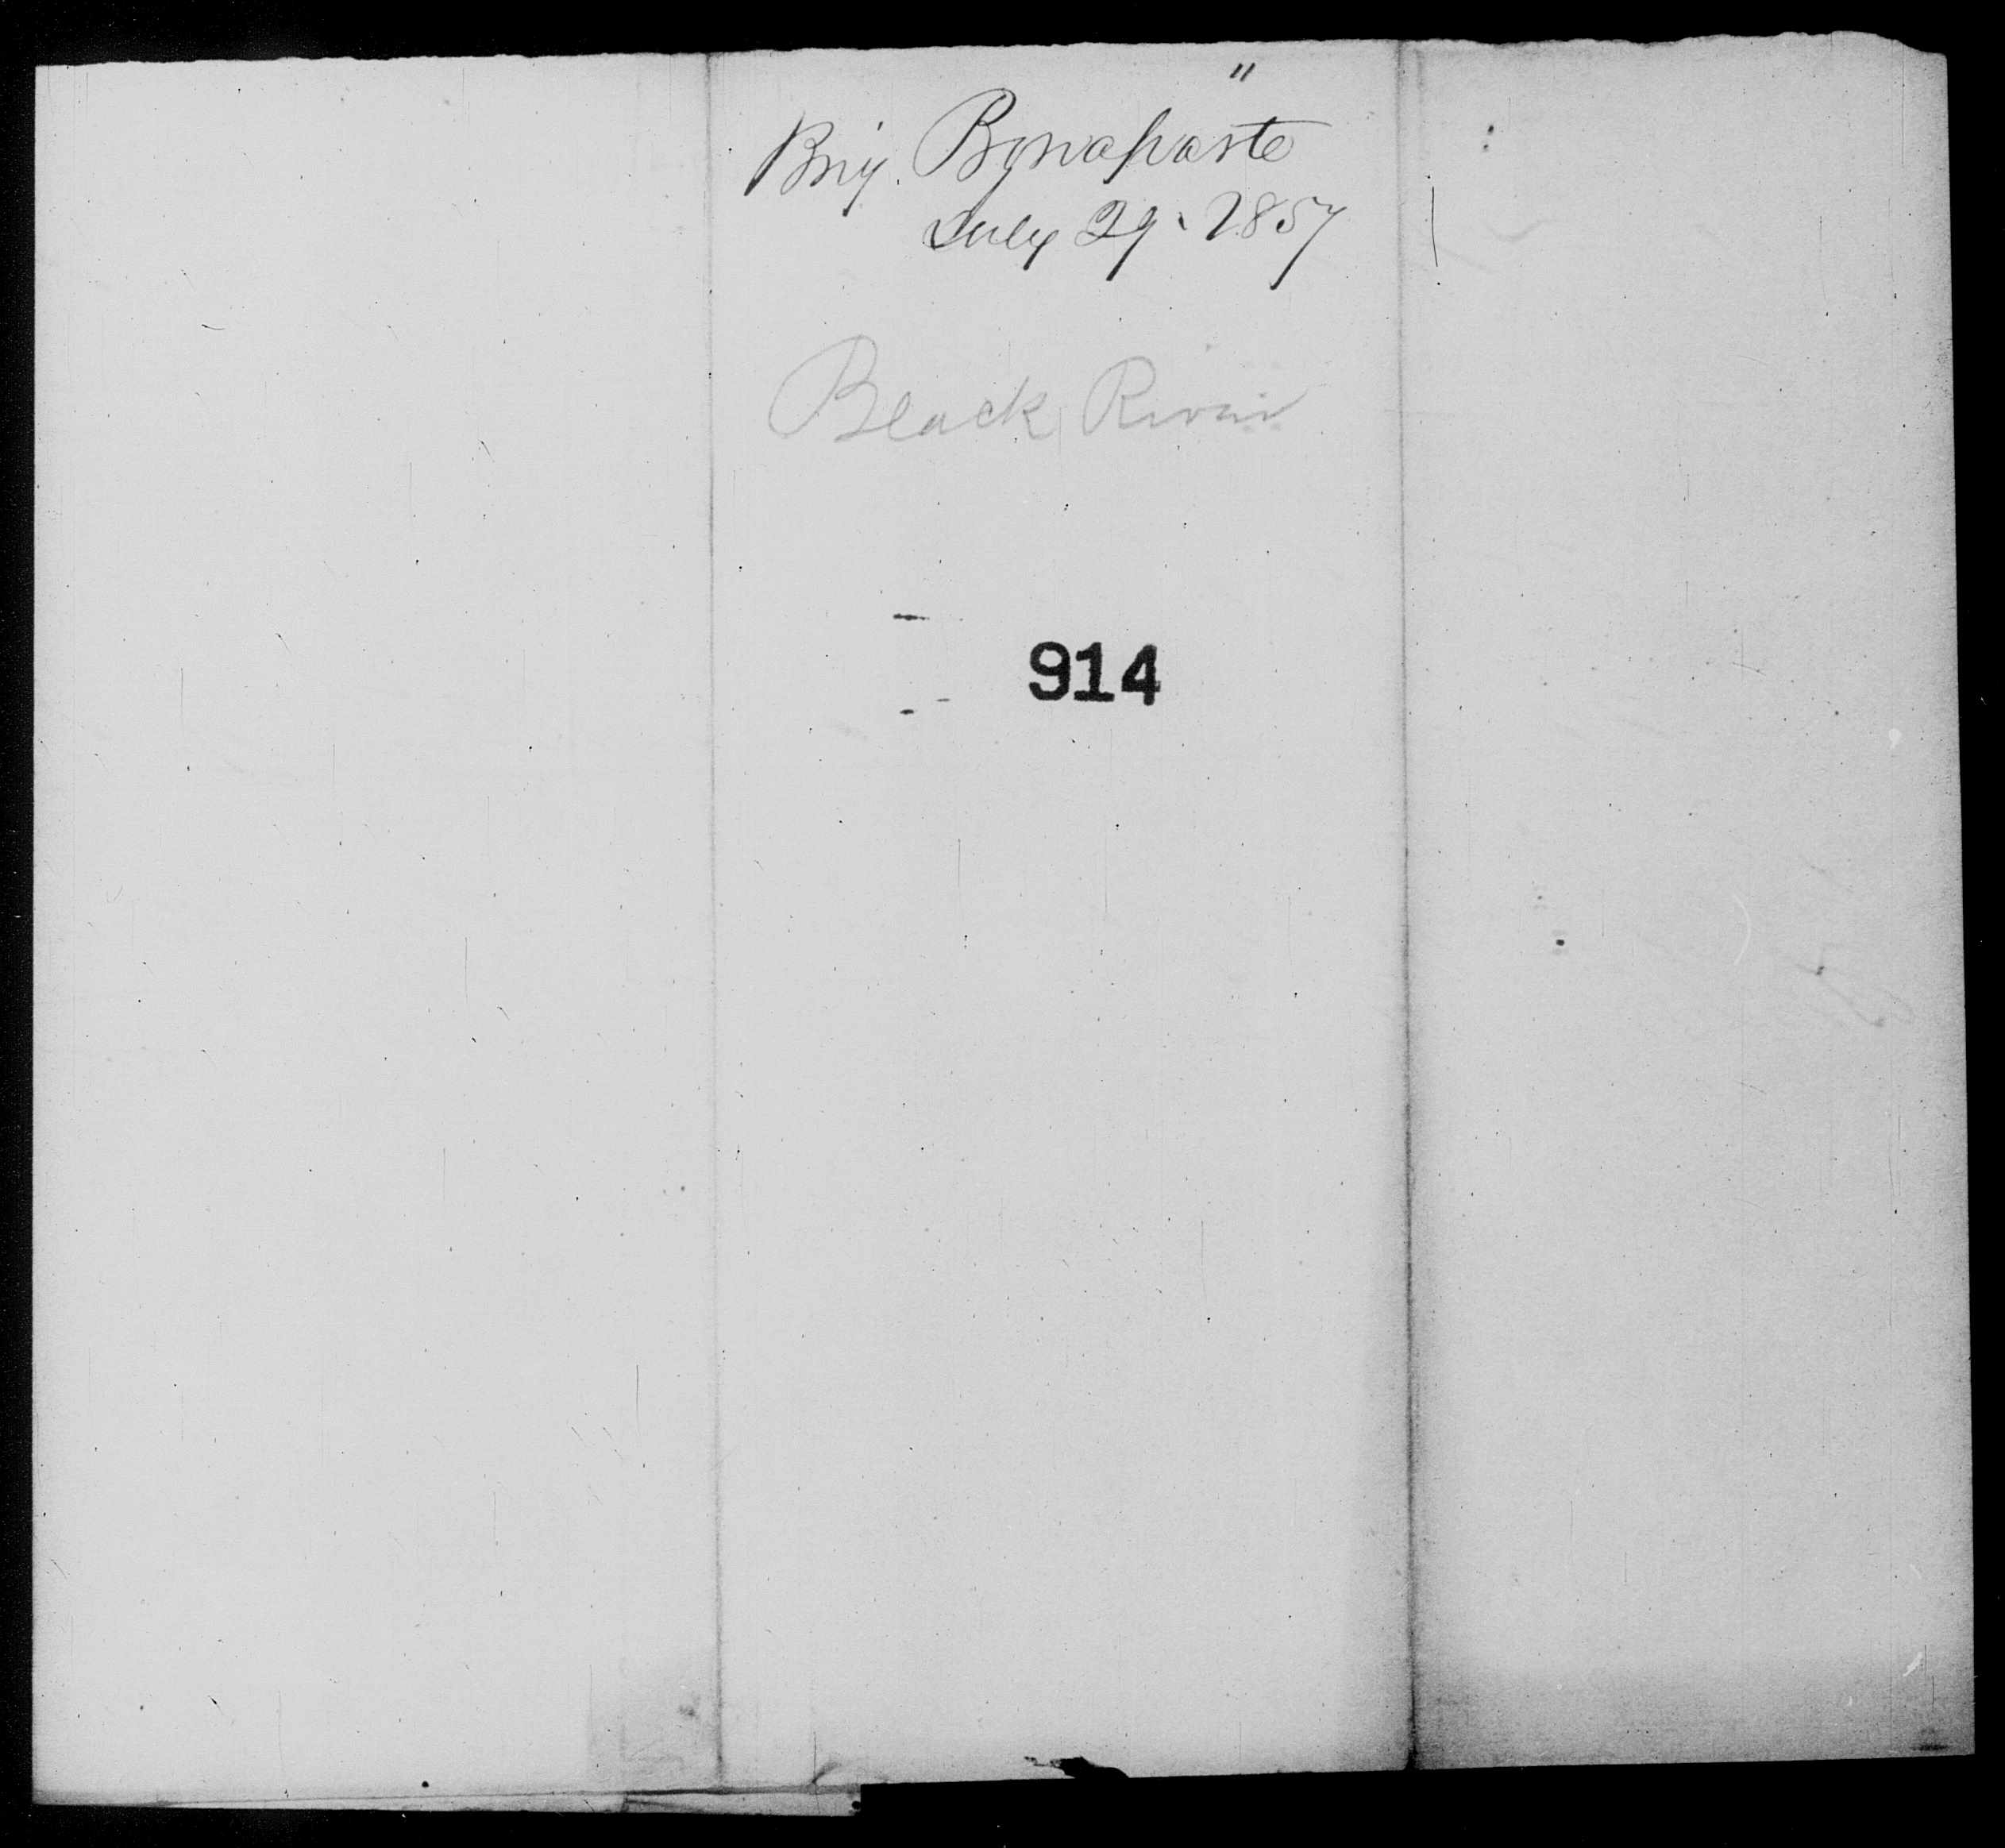 "
Brig. Bonaparte
July 29. 1857
Black River
914